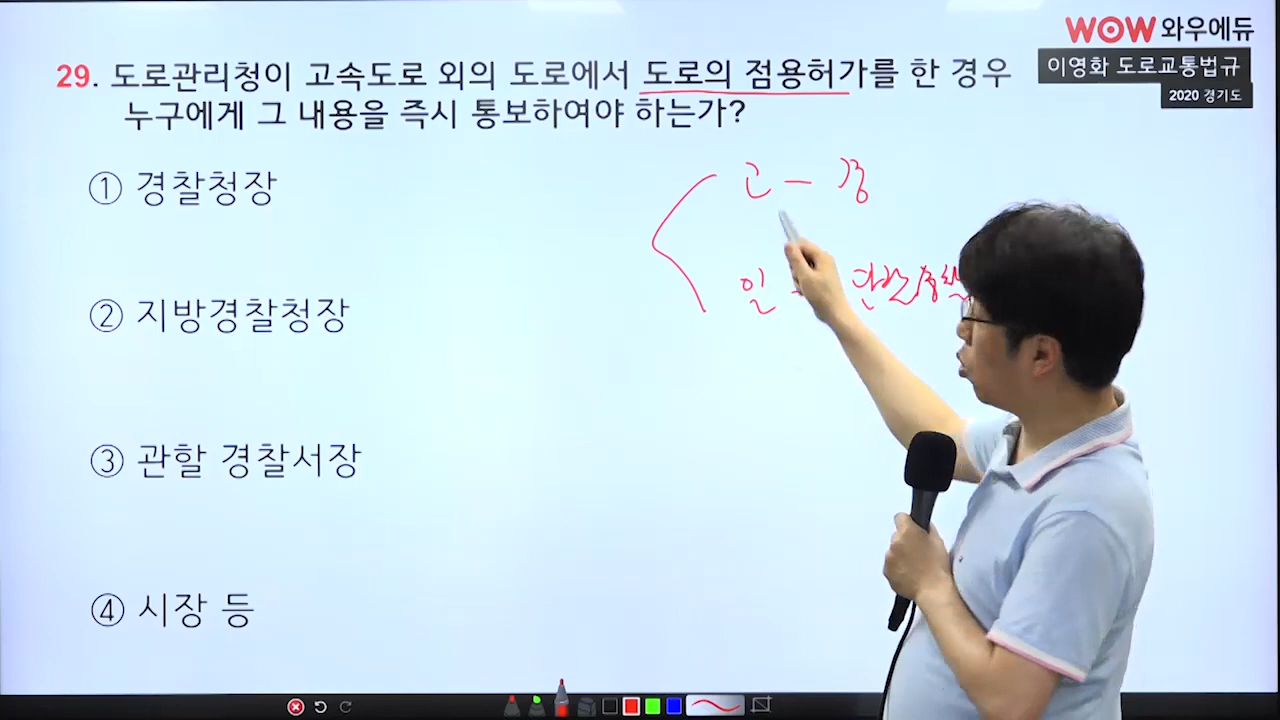 WOW 와우에듀
이영화 도로교통법규
2020 경기도
29. 도로관리청이 고속도로 외의 도로에서 도로의 점용허가를 한 경우
누구에게 그 내용을 즉시 통보하여야 하는가?
① 경찰청장
② 지방경찰청장
③ 관할 경찰서장
④ 시장 등
고 - 경
일